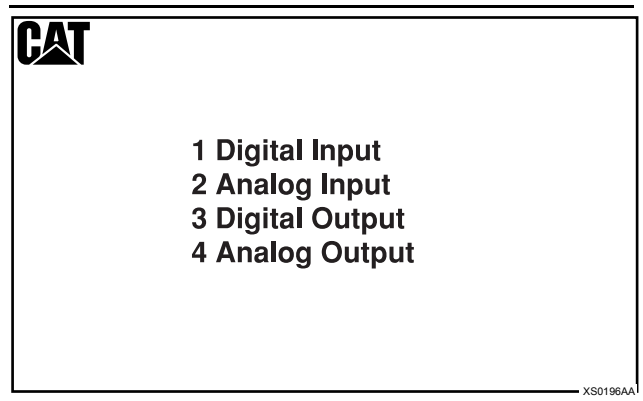 CAT
1 Digital Input
2 Analog Input
3 Digital Output
4 Analog Output
XS0196AA